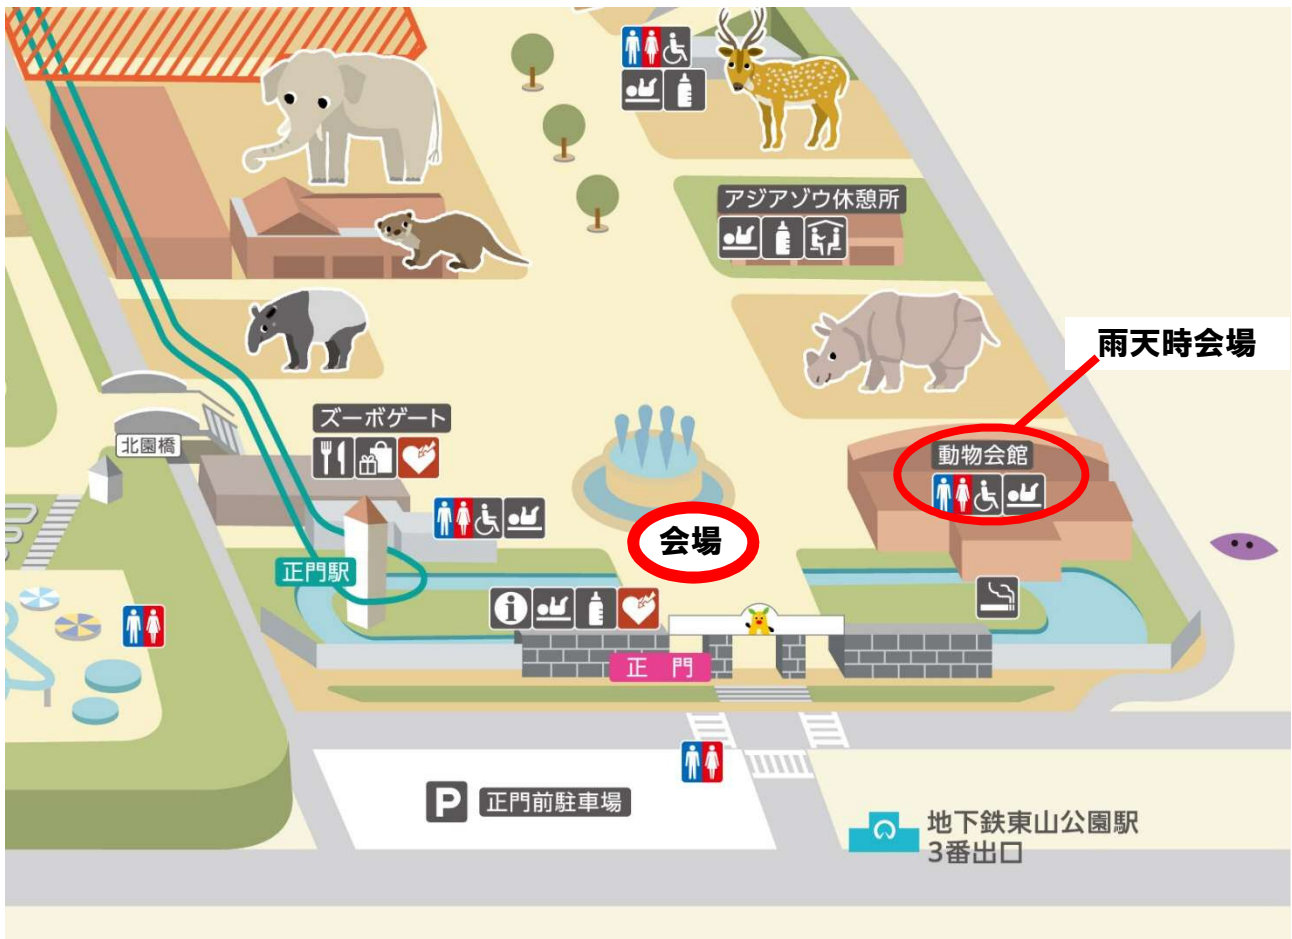 アジアゾウ休憩所
雨天時会場
ズーボゲート
北園橋
動物会館
会場
正門駅
正 門
P 正門前駐車場
地下鉄東山公園駅
3番出口